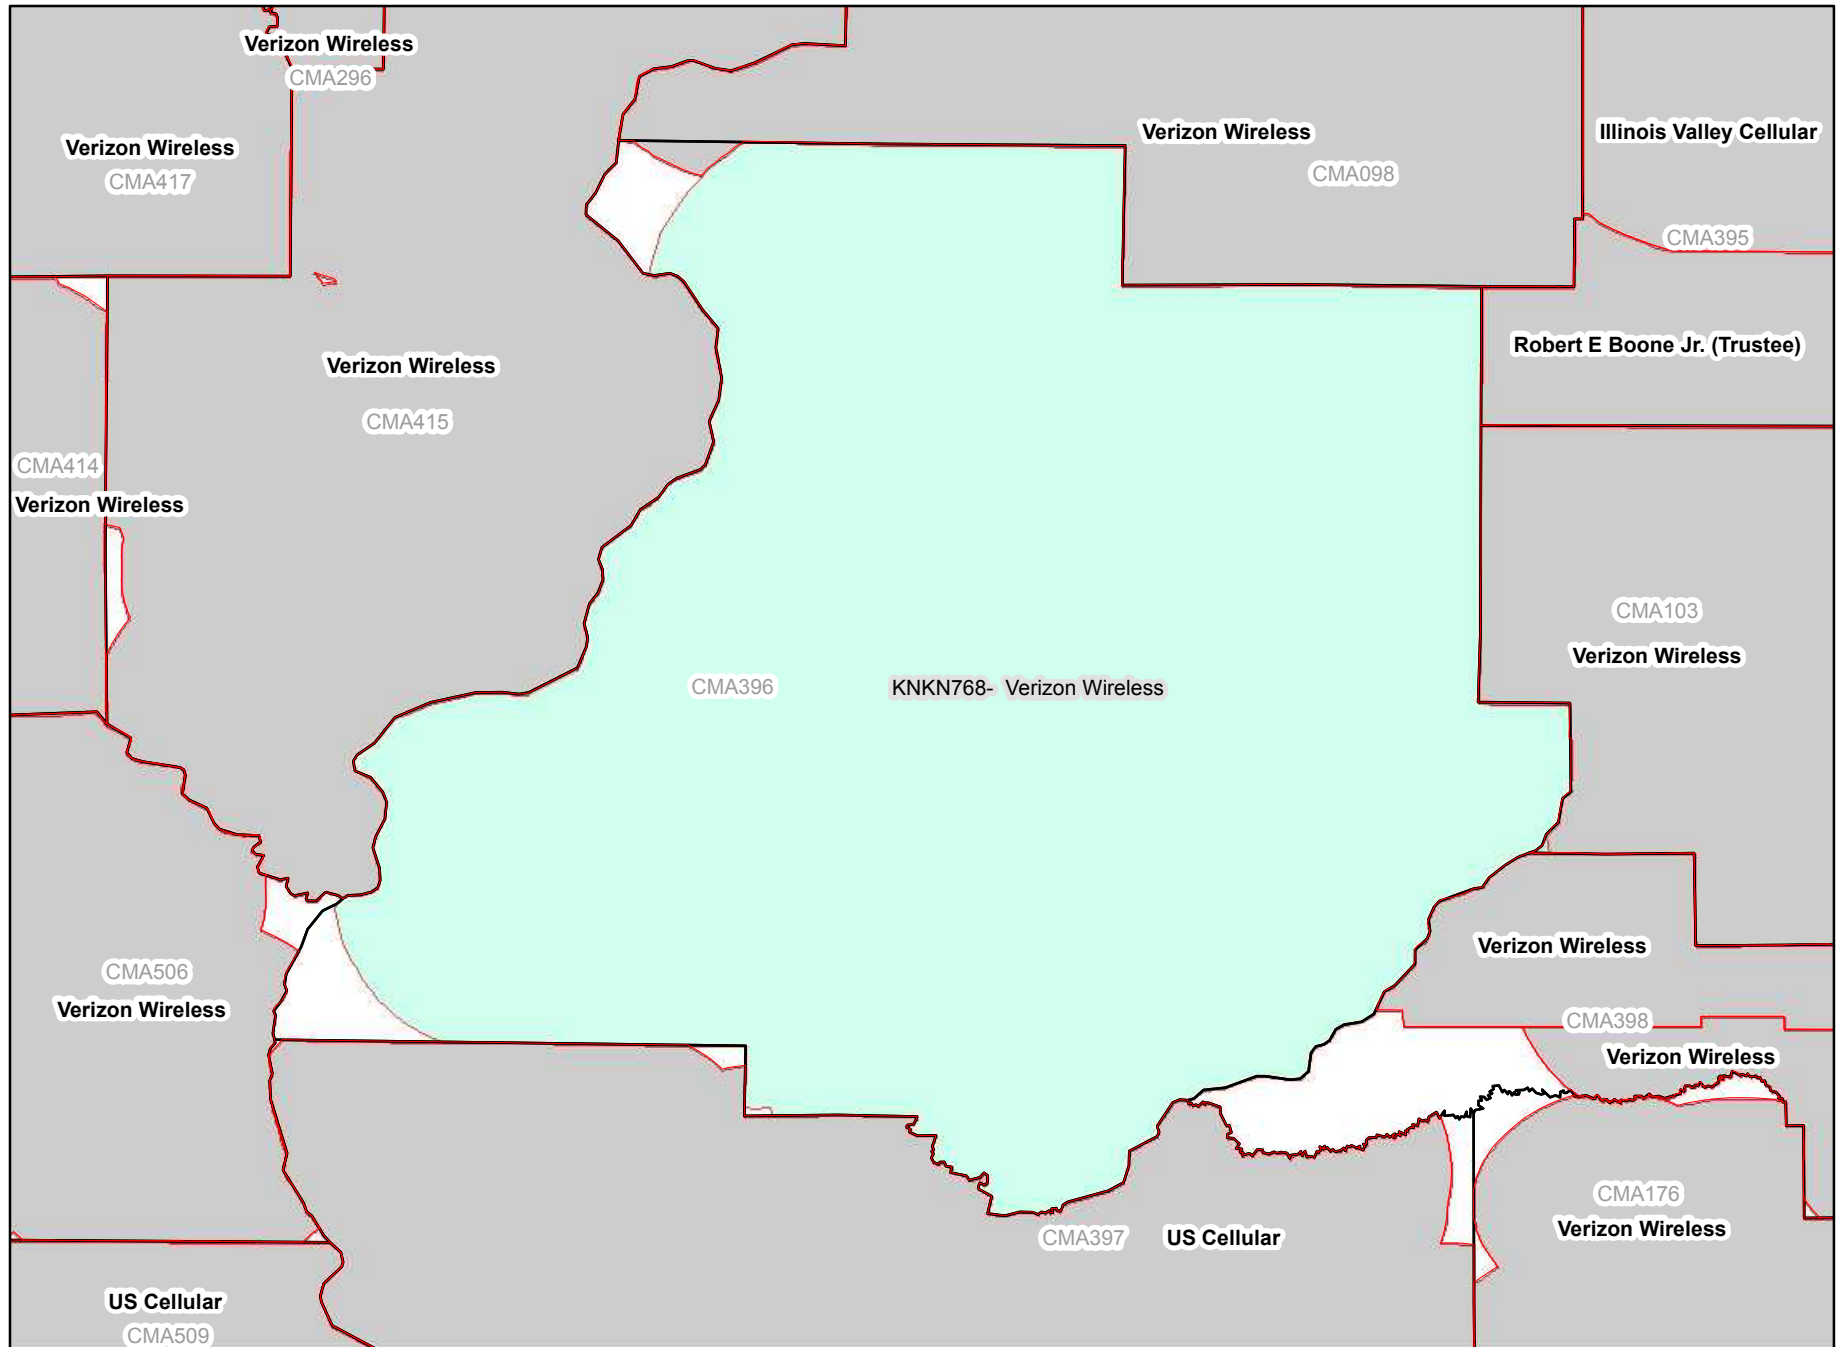 Verizon Wireless
CMA296
Verizon Wireless
CMA417
Verizon Wireless
CMA098
Illinois Valley Cellular
CMA395
Robert E Boone Jr. (Trustee)
Verizon Wireless
CMA415
CMA414
Verizon Wireless
CMA103
Verizon Wireless
CMA396
KNKN768-  Verizon Wireless
Verizon Wireless
CMA506
Verizon Wireless
CMA398
Verizon Wireless
CMA176
Verizon Wireless
CMA397
US Cellular
US Cellular
CMA509